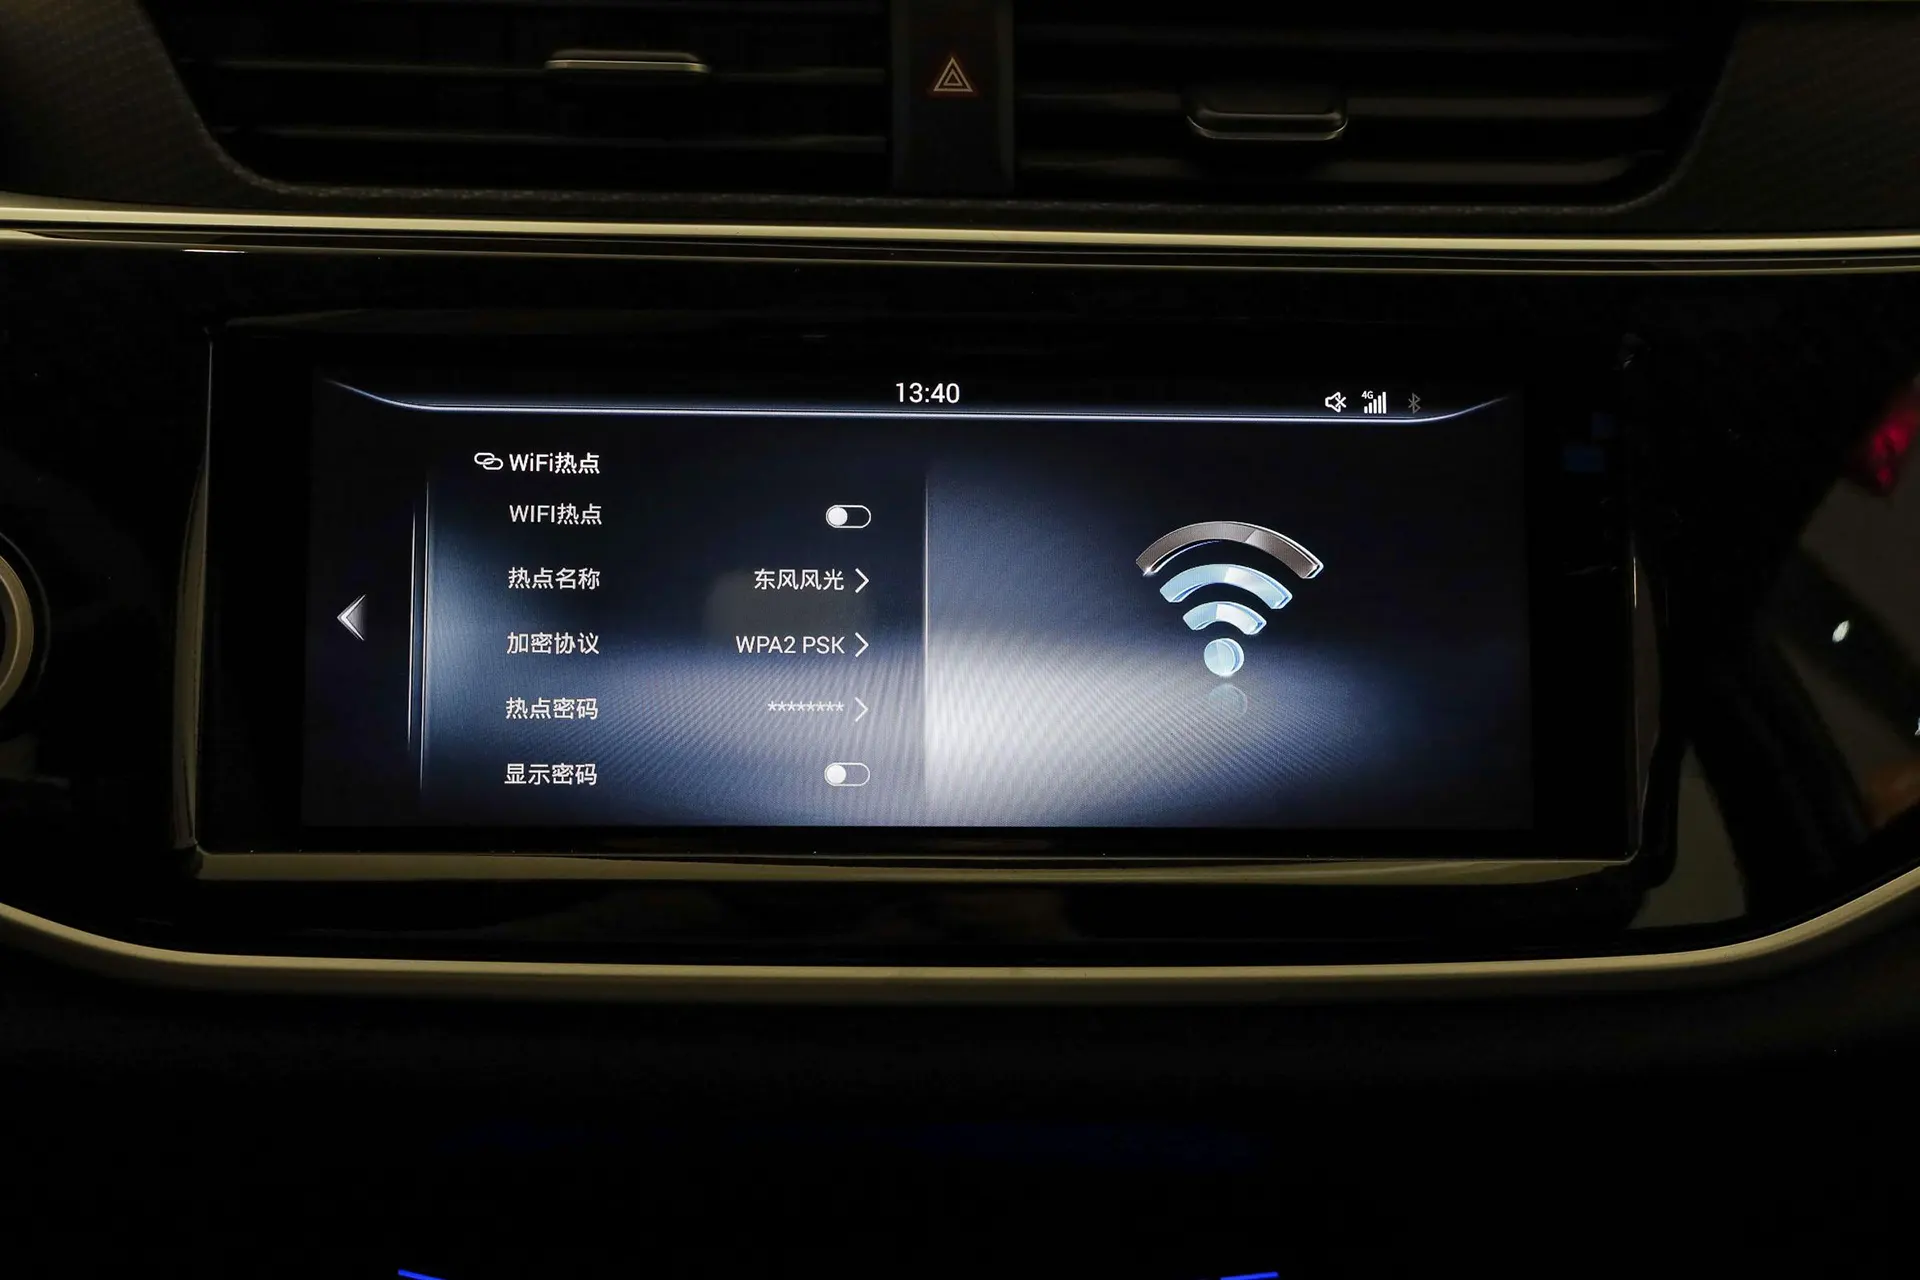 13:40
4G
WiFi热点
WIFI热点
热点名称 东风风光
加密协议 WPA2 PSK
热点密码 ********
显示密码